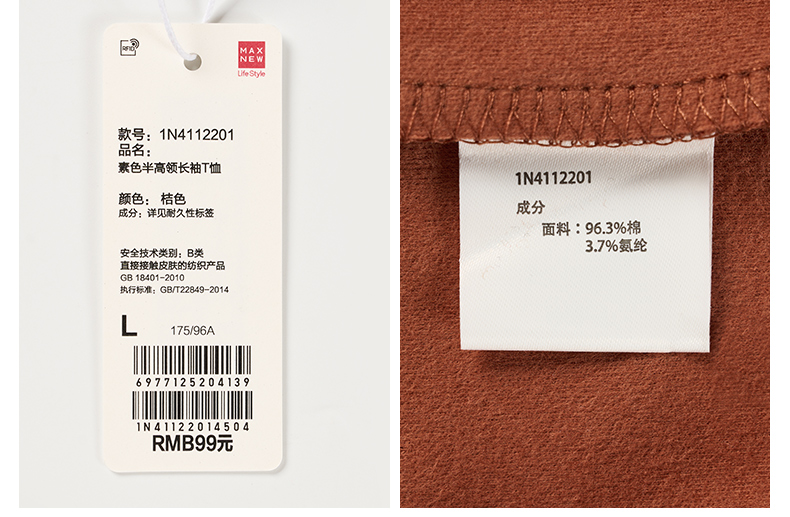 RFID
MAX
NEW
Life Style
款号：1N4112201
品名：
素色半高领长袖T恤
颜色：桔色
成分：详见耐久性标签
安全技术类别：B类
直接接触皮肤的纺织产品
GB 18401-2010
执行标准：GB/T22849-2014
L 175/96A
6977125204139
1N41122014504
RMB99元
1N4112201
成分
面料：96.3%棉
3.7%氨纶